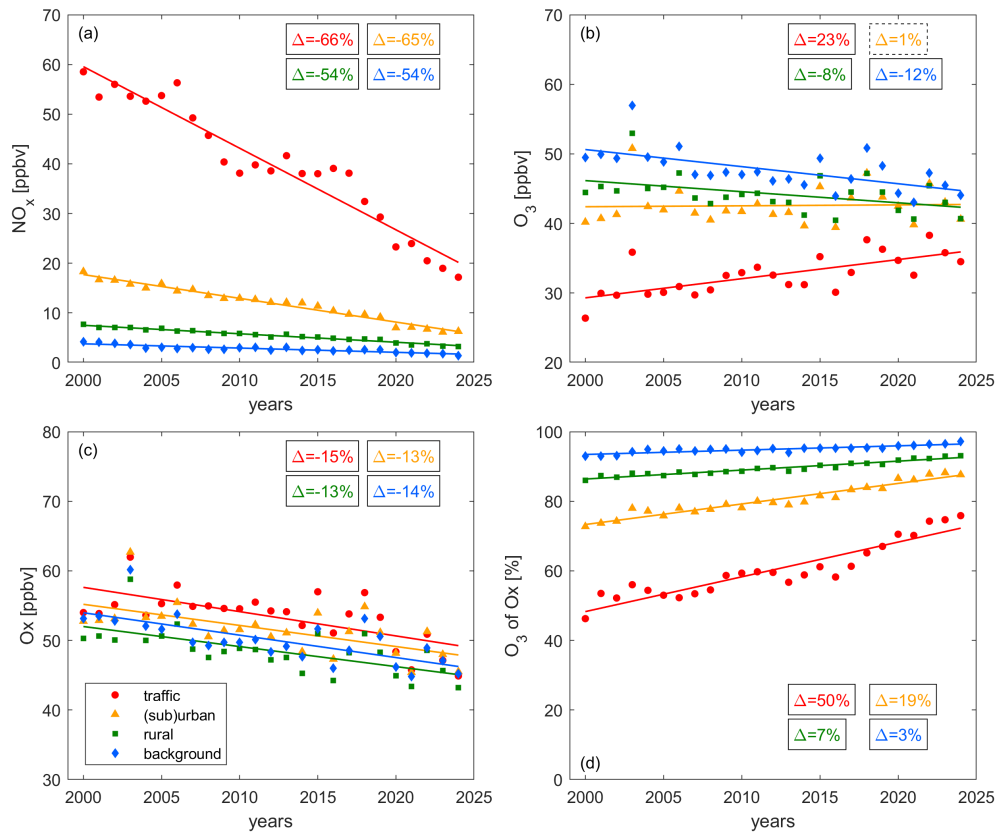 (a)
Δ=-66% Δ=-65%
Δ=-54% Δ=-54%
NOx [ppbv]
70
60
50
40
30
20
10
0
2000 2005 2010 2015 2020 2025
years
(b)
Δ=23% Δ=1%
Δ=-8% Δ=-12%
O3 [ppbv]
70
60
50
40
30
20
2000 2005 2010 2015 2020 2025
years
(c)
Δ=-15% Δ=-13%
Δ=-13% Δ=-14%
Ox [ppbv]
80
70
60
50
40
30
traffic
(sub)urban
rural
background
2000 2005 2010 2015 2020 2025
years
O3 of Ox [%]
100
80
60
40
20
0
Δ=50% Δ=19%
Δ=7% Δ=3%
(d)
2000 2005 2010 2015 2020 2025
years